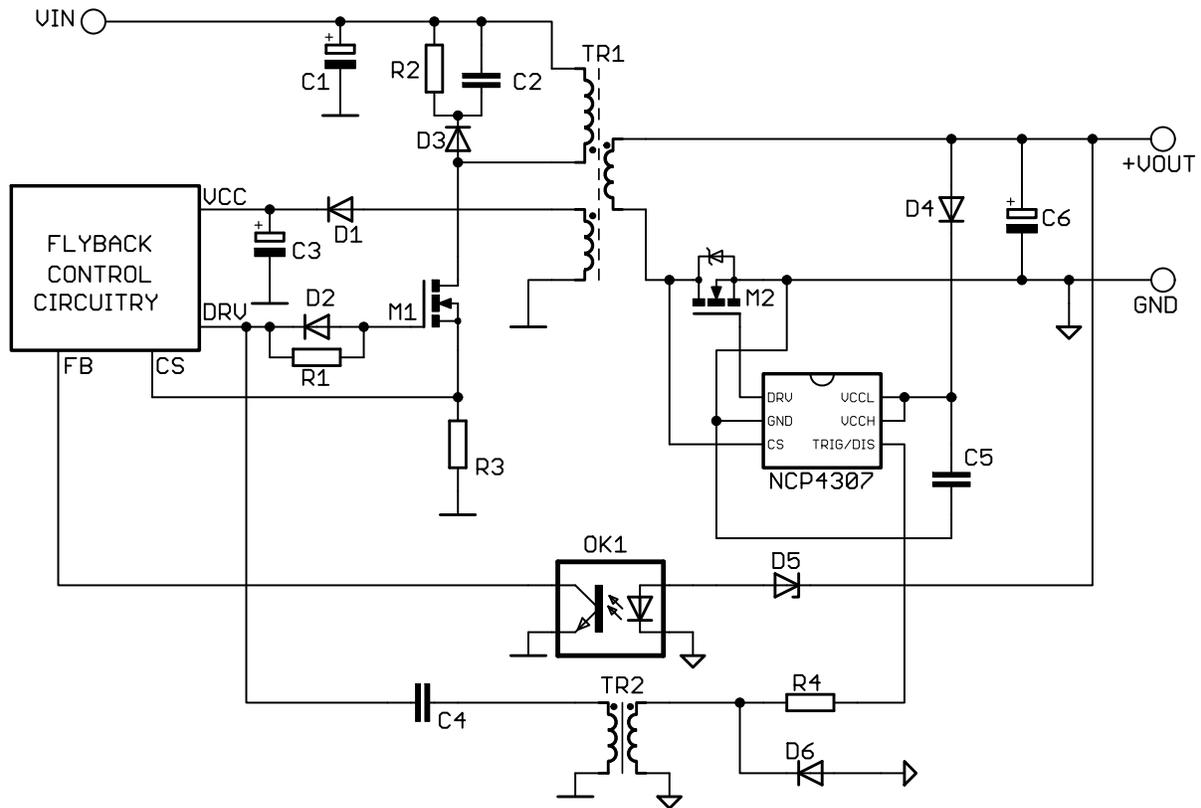 VIN
+
C1
R2
C2
TR1
D3
+VOUT
VCC
D4
+
C6
FLYBACK
CONTROL
CIRCUITRY
+
C3
D1
M2
GND
DRV
D2
M1
R1
FB
CS
DRV
VCCL
GND
VCCH
CS
TRIG/DIS
NCP4307
C5
R3
OK1
D5
TR2
C4
R4
D6